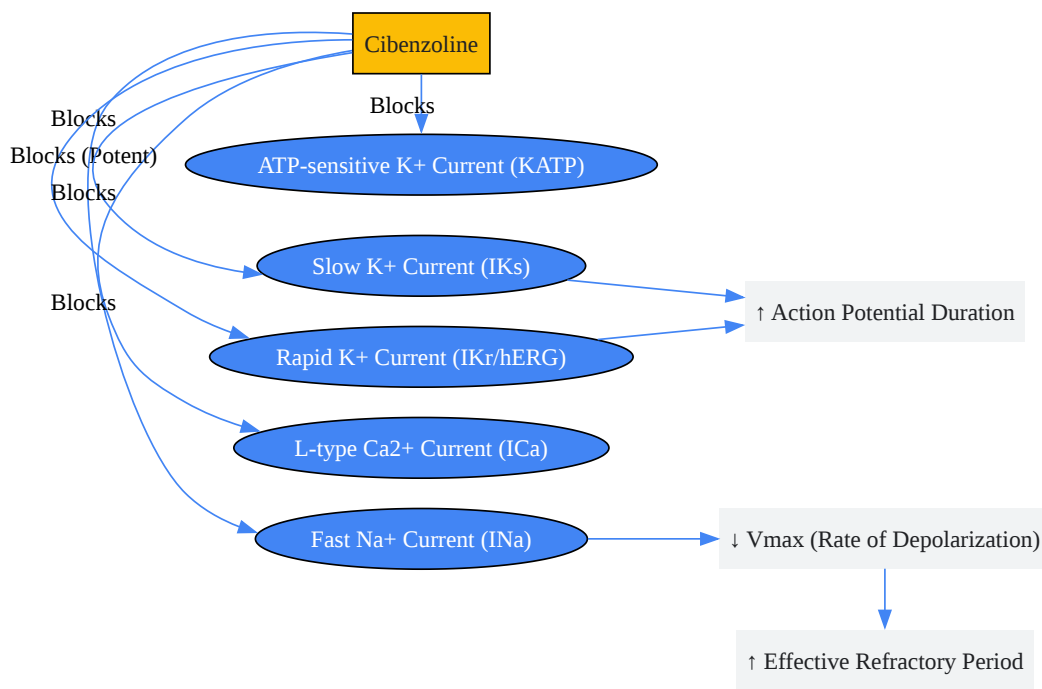 Cibenzoline
Blocks
Blocks
Blocks (Potent)
ATP-sensitive K+ Current (KATP)
Blocks
Slow K+ Current (IKs)
Blocks
↑ Action Potential Duration
Rapid K+ Current (IKr/hERG)
L-type Ca2+ Current (ICa)
Fast Na+ Current (INa)
↓ Vmax (Rate of Depolarization)
↑ Effective Refractory Period